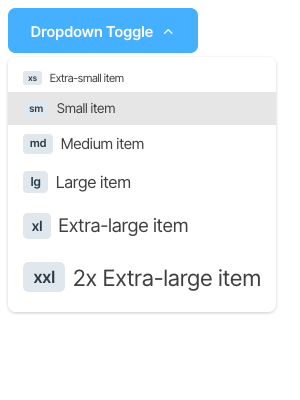 Dropdown Toggle
xs Extra-small item
sm Small item
md Medium item
lg Large item
xl Extra-large item
xxl 2x Extra-large item